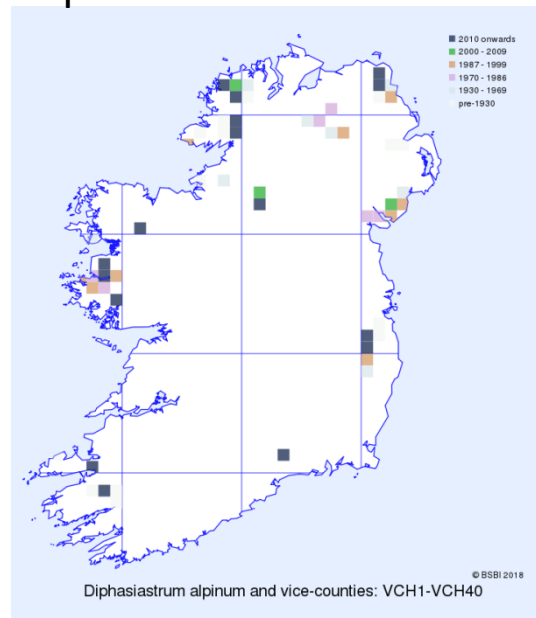 2010 onwards
2000 - 2009
1987 - 1999
1970 - 1986
1930 - 1969
pre-1930
© BSBI 2018
Diphasiastrum alpinum and vice-counties: VCH1-VCH40